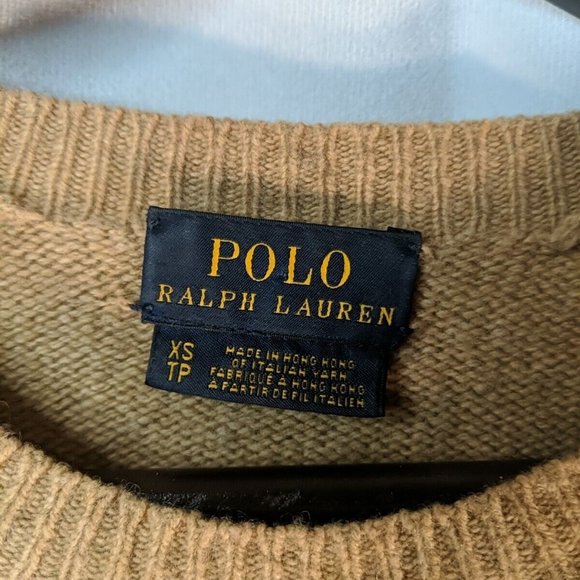 POLO
RALPH LAUREN
XS
TP
MADE IN HONG KONG
OF ITALIAN YARN
FABRIQUÉ À HONG KONG
À PARTIR DE FIL ITALIEN